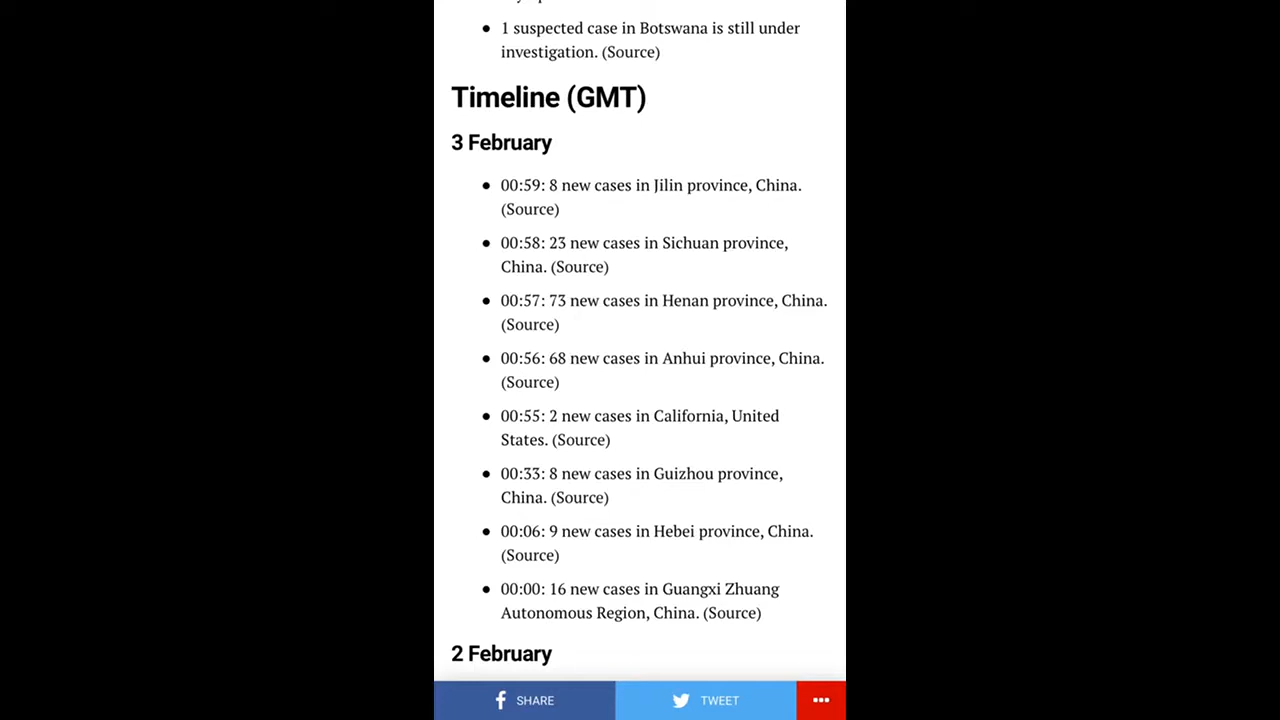 1 suspected case in Botswana is still under
investigation. (Source)
Timeline (GMT)
3 February
00:59: 8 new cases in Jilin province, China.
(Source)
00:58: 23 new cases in Sichuan province,
China. (Source)
00:57: 73 new cases in Henan province, China.
(Source)
00:56: 68 new cases in Anhui province, China.
(Source)
00:55: 2 new cases in California, United
States. (Source)
00:33: 8 new cases in Guizhou province,
China. (Source)
00:06: 9 new cases in Hebei province, China.
(Source)
00:00: 16 new cases in Guangxi Zhuang
Autonomous Region, China. (Source)
2 February
SHARE
TWEET